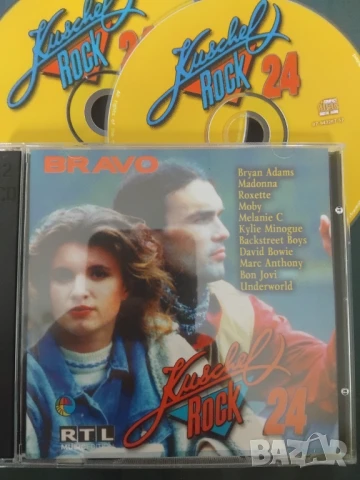 Kuschel
ROCK 24
Kuschel
ROCK 24
BRAVO
Bryan Adams
Madonna
Roxette
Moby
Melanie C
Kylie Minogue
Backstreet Boys
David Bowie
Marc Anthony
Bon Jovi
Underworld
RTL
Kuschel
ROCK 24
BAZAR
bg